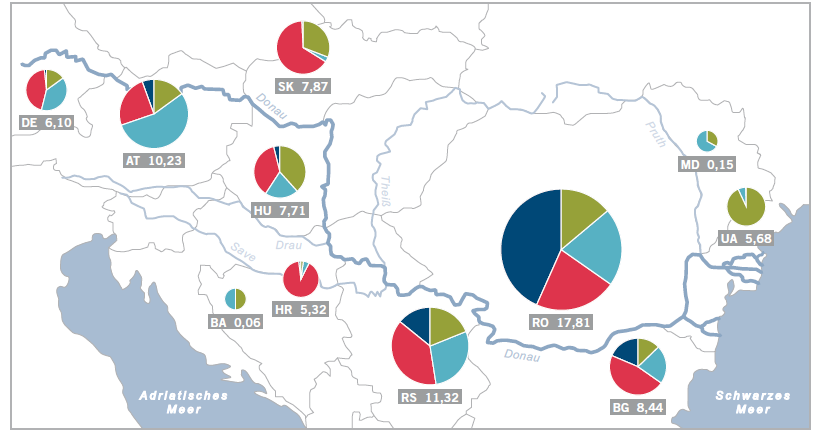 SK 7,87
DE 6,10
Donau
AT 10,23
Pruth
MD 0,15
Theiß
HU 7,71
UA 5,68
Drau
Save
HR 5,32
BA 0,06
RO 17,81
Donau
RS 11,32
BG 8,44
Adriatisches
Meer
Schwarzes
Meer